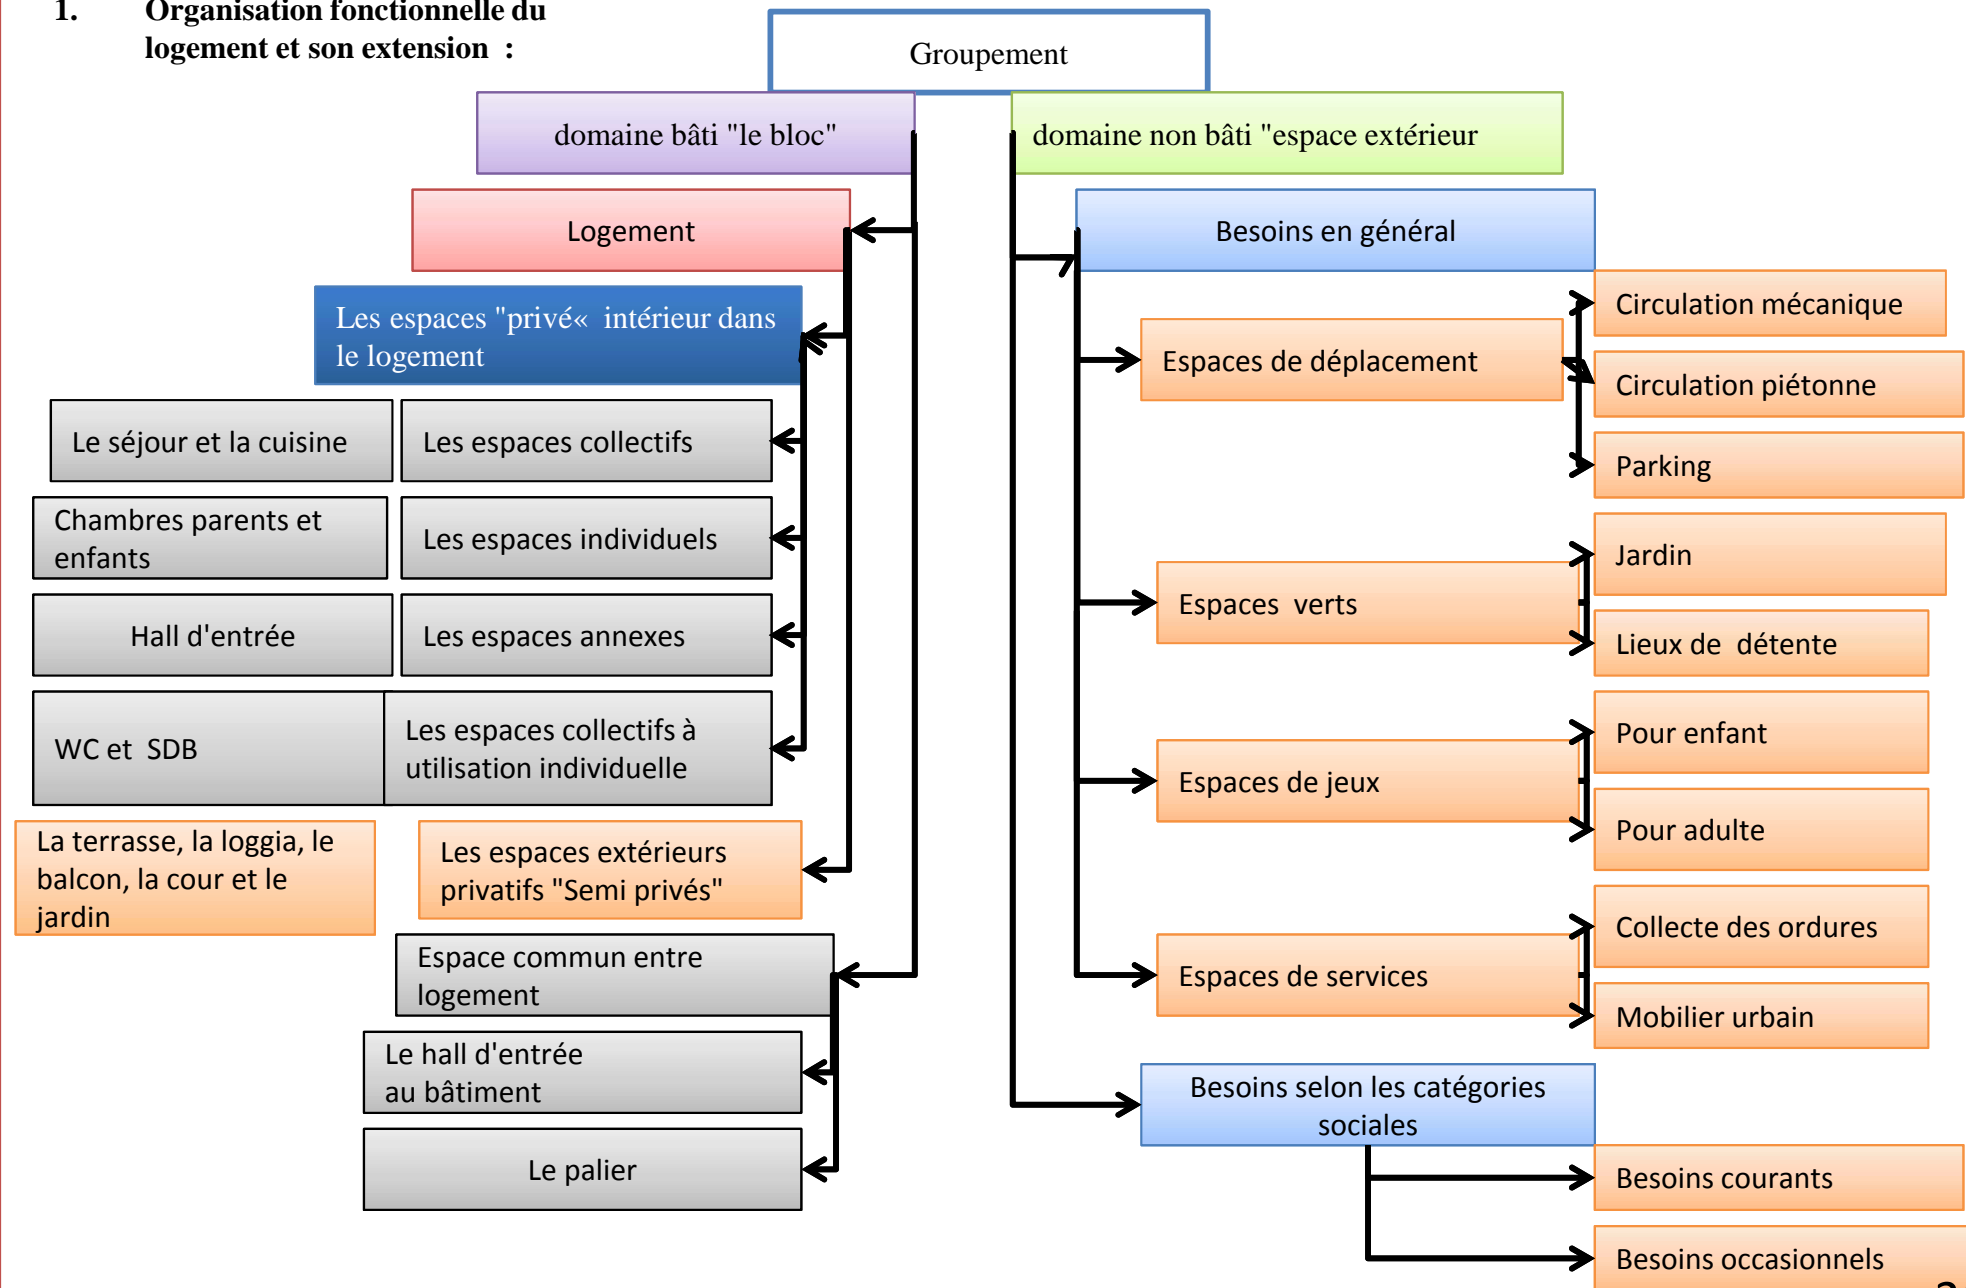 1. Organisation fonctionnelle du
logement et son extension :
Groupement
domaine bâti "le bloc"
domaine non bâti "espace extérieur
Logement
Besoins en général
Les espaces "privé« intérieur dans
le logement
Circulation mécanique
Espaces de déplacement
Circulation piétonne
Parking
Le séjour et la cuisine
Les espaces collectifs
Chambres parents et
enfants
Les espaces individuels
Jardin
Espaces verts
Lieux de détente
Hall d'entrée
Les espaces annexes
WC et SDB
Les espaces collectifs à
utilisation individuelle
Pour enfant
Espaces de jeux
Pour adulte
La terrasse, la loggia, le
balcon, la cour et le
jardin
Les espaces extérieurs
privatifs "Semi privés"
Collecte des ordures
Espaces de services
Mobilier urbain
Espace commun entre
logement
Le hall d'entrée
au bâtiment
Le palier
Besoins selon les catégories
sociales
Besoins courants
Besoins occasionnels